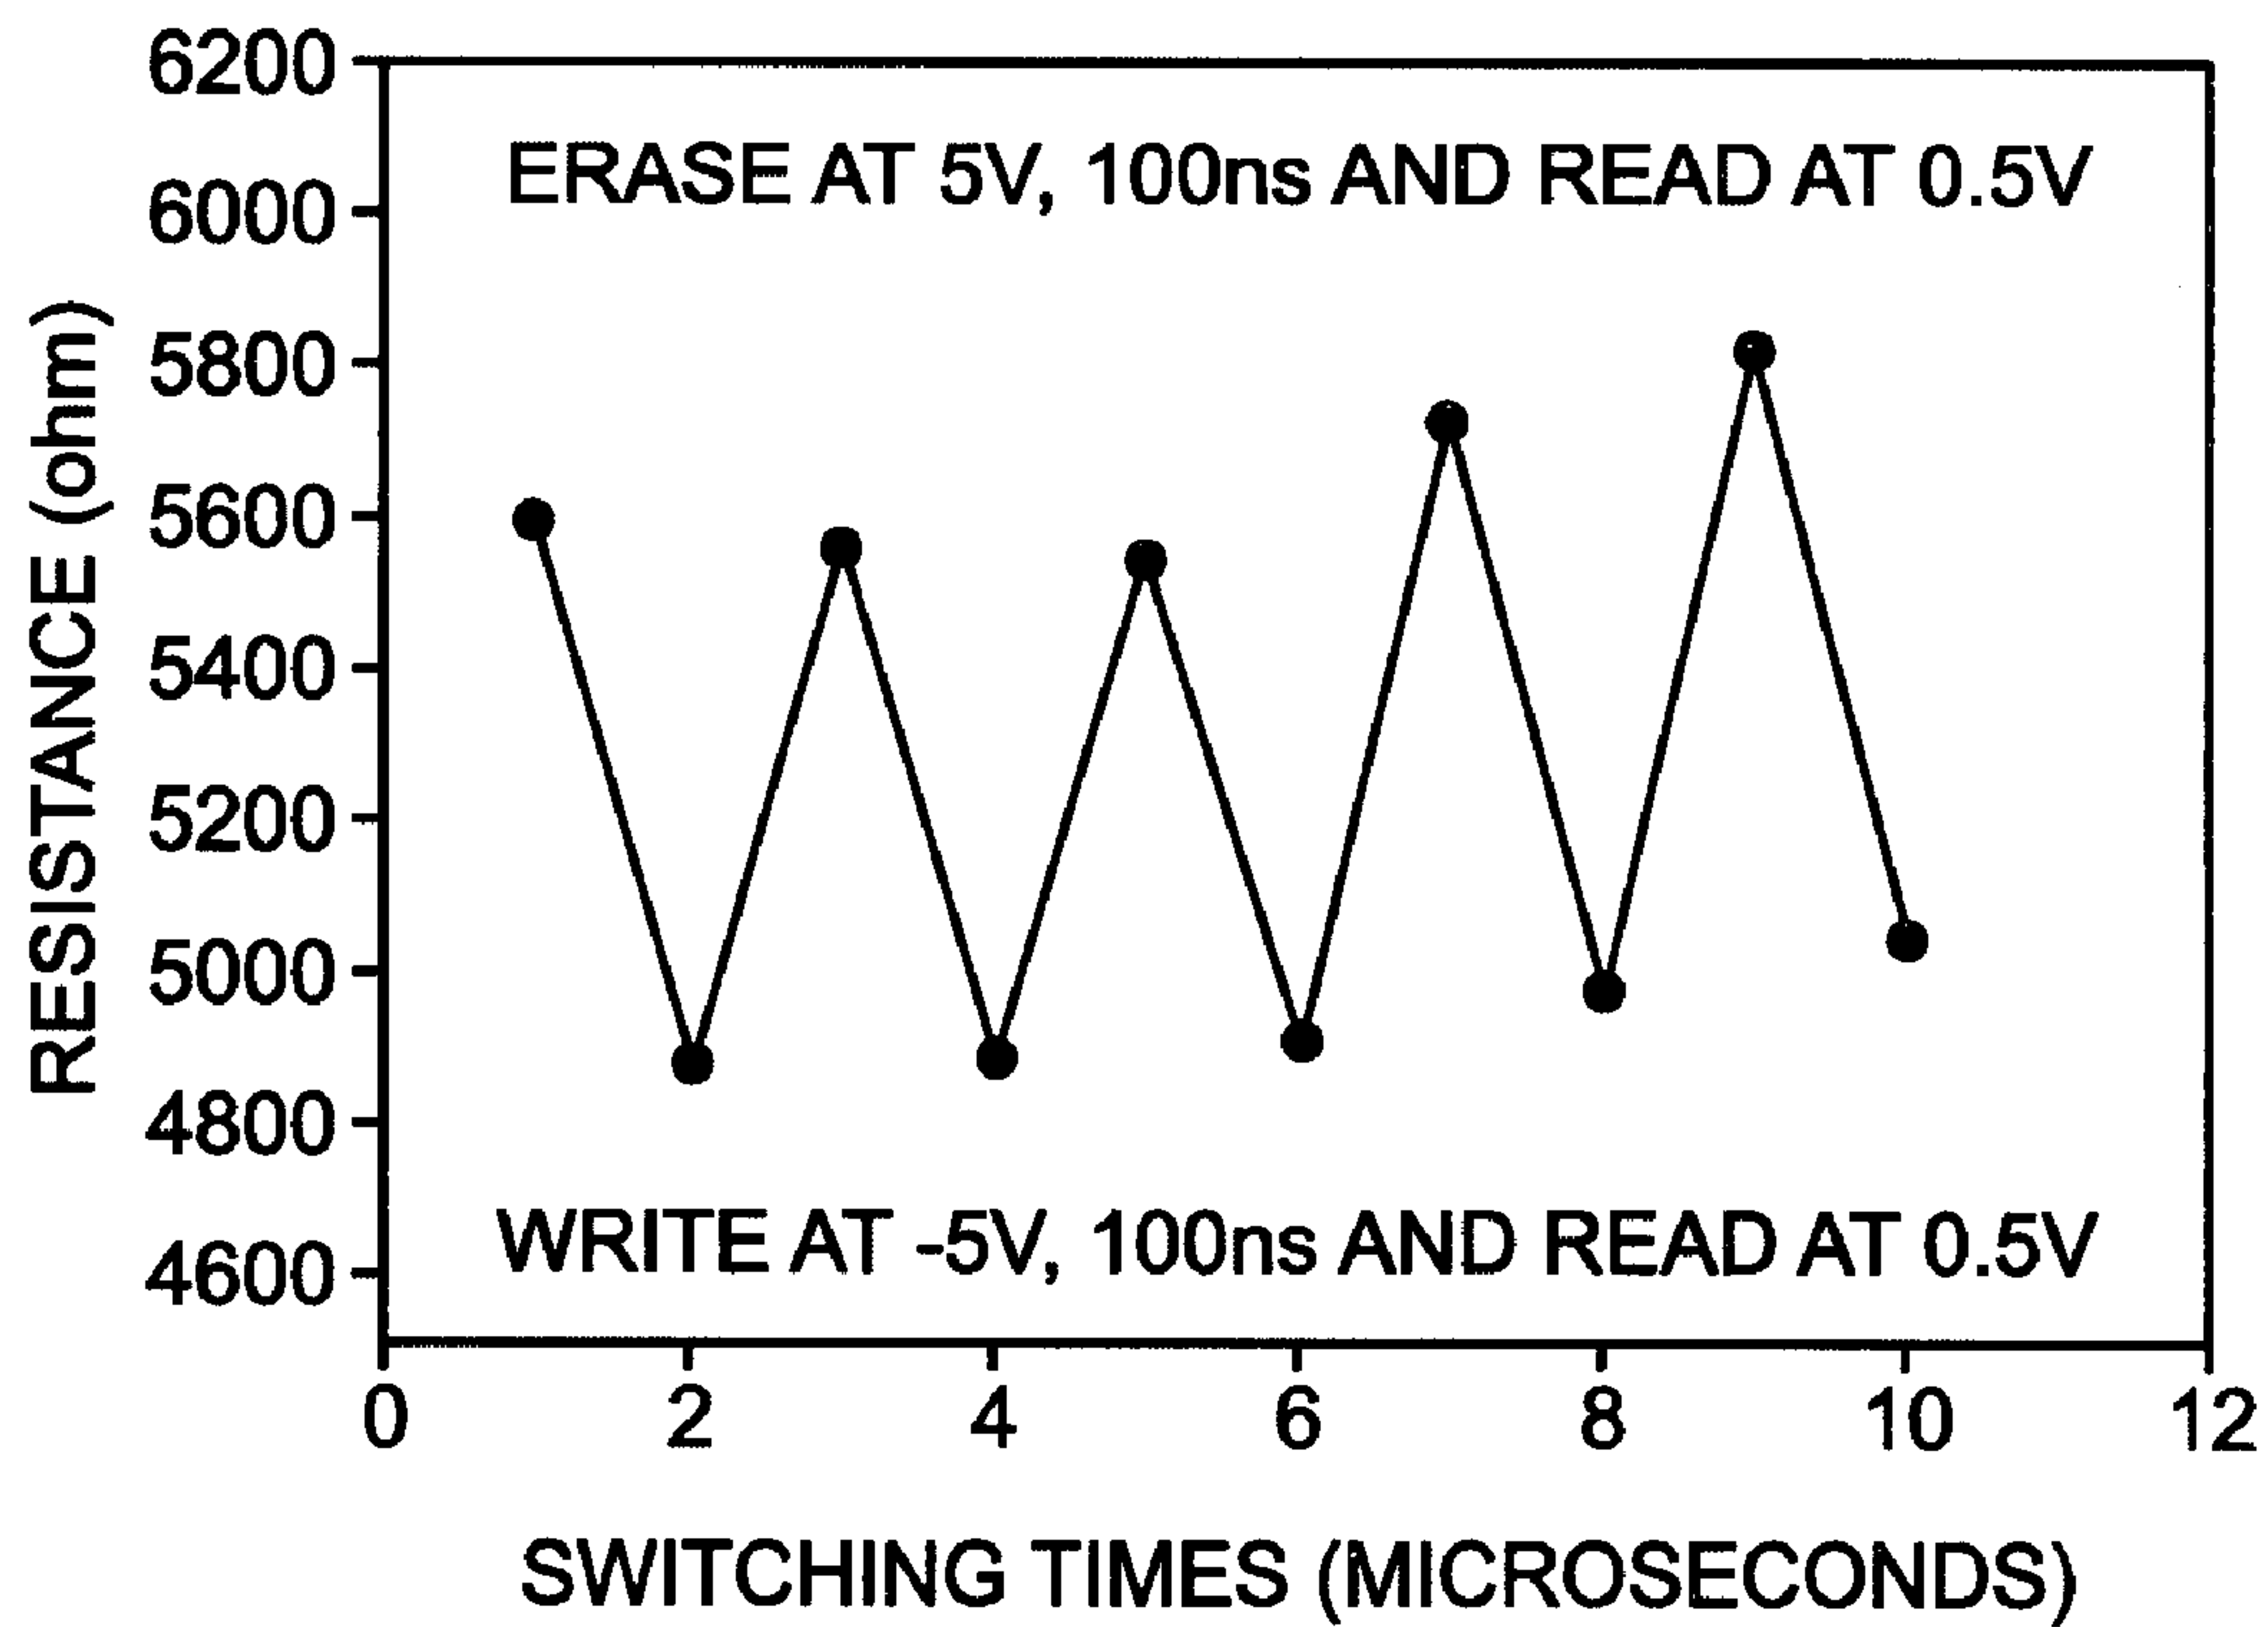 6200
ERASE AT 5V, 100ns AND READ AT 0.5V
6000
5800
5600
5400
5200
5000
4800
4600
RESISTANCE (ohm)
WRITE AT -5V, 100ns AND READ AT 0.5V
0 2 4 6 8 10 12
SWITCHING TIMES (MICROSECONDS)